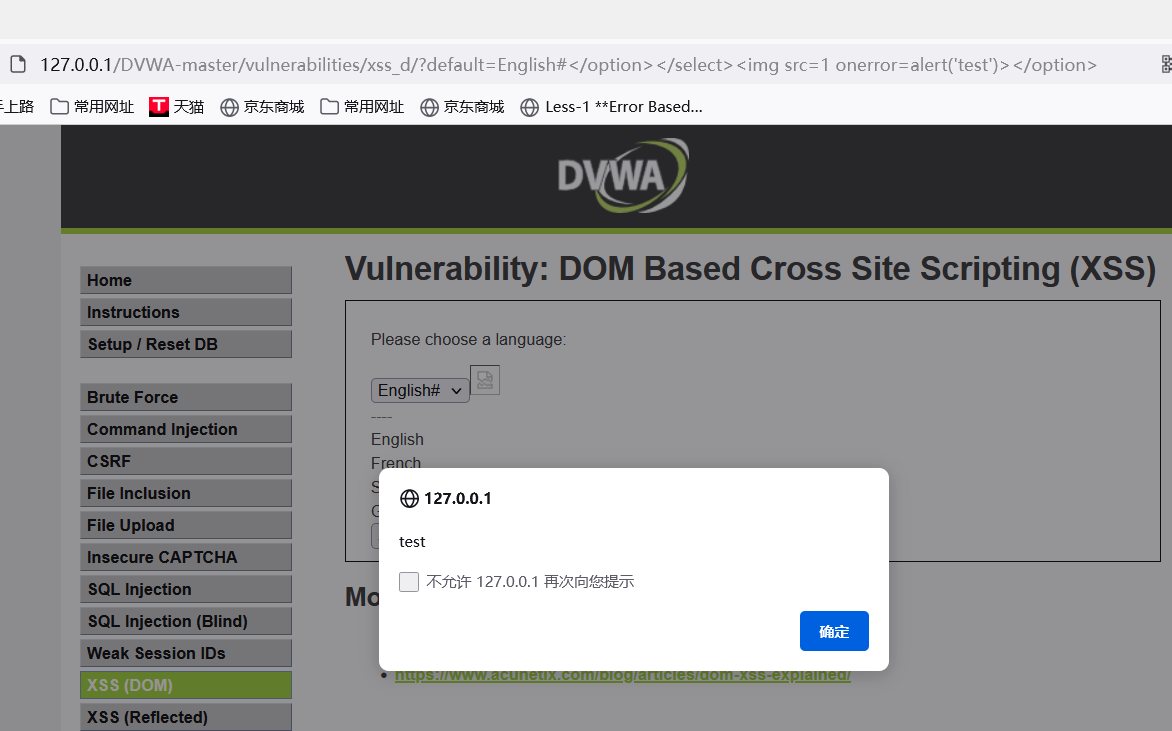 127.0.0.1/DVWA-master/vulnerabilities/xss_d/?default=English#</option></select><img src=1 onerror=alert('test')></option>
上路 常用网址 天猫 京东商城 常用网址 京东商城 Less-1 **Error Based...
DVWA
Home
Instructions
Setup / Reset DB
Brute Force
Command Injection
CSRF
File Inclusion
File Upload
Insecure CAPTCHA
SQL Injection
SQL Injection (Blind)
Weak Session IDs
XSS (DOM)
XSS (Reflected)
Vulnerability: DOM Based Cross Site Scripting (XSS)
Please choose a language:
English#
----
English
French
127.0.0.1
test
不允许 127.0.0.1 再次向您提示
确定
https://www.acunetix.com/blog/articles/dom-xss-explained/